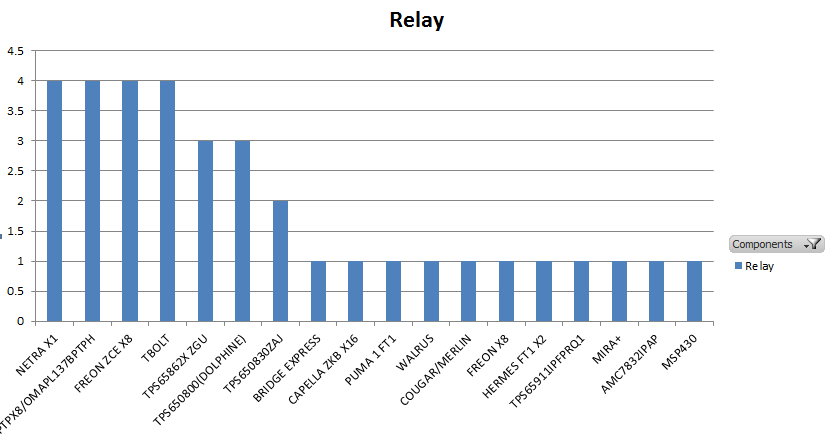 Relay
4.5
4
3.5
3
2.5
2
1.5
1
0.5
0
NETRA X1
PTPX8/OMAPL137BPTPH
FREON ZCE X8
TBOLT
TPS65862X ZGU
TPS650800(DOLPHINE)
TPS650830ZAJ
BRIDGE EXPRESS
CAPELLA ZKB X16
PUMA 1 FT1
WALRUS
COUGAR/MERLIN
FREON X8
HERMES FT1 X2
TPS65911IPFPRQ1
MIRA+
AMC7832IPAP
MSP430
Components
Relay